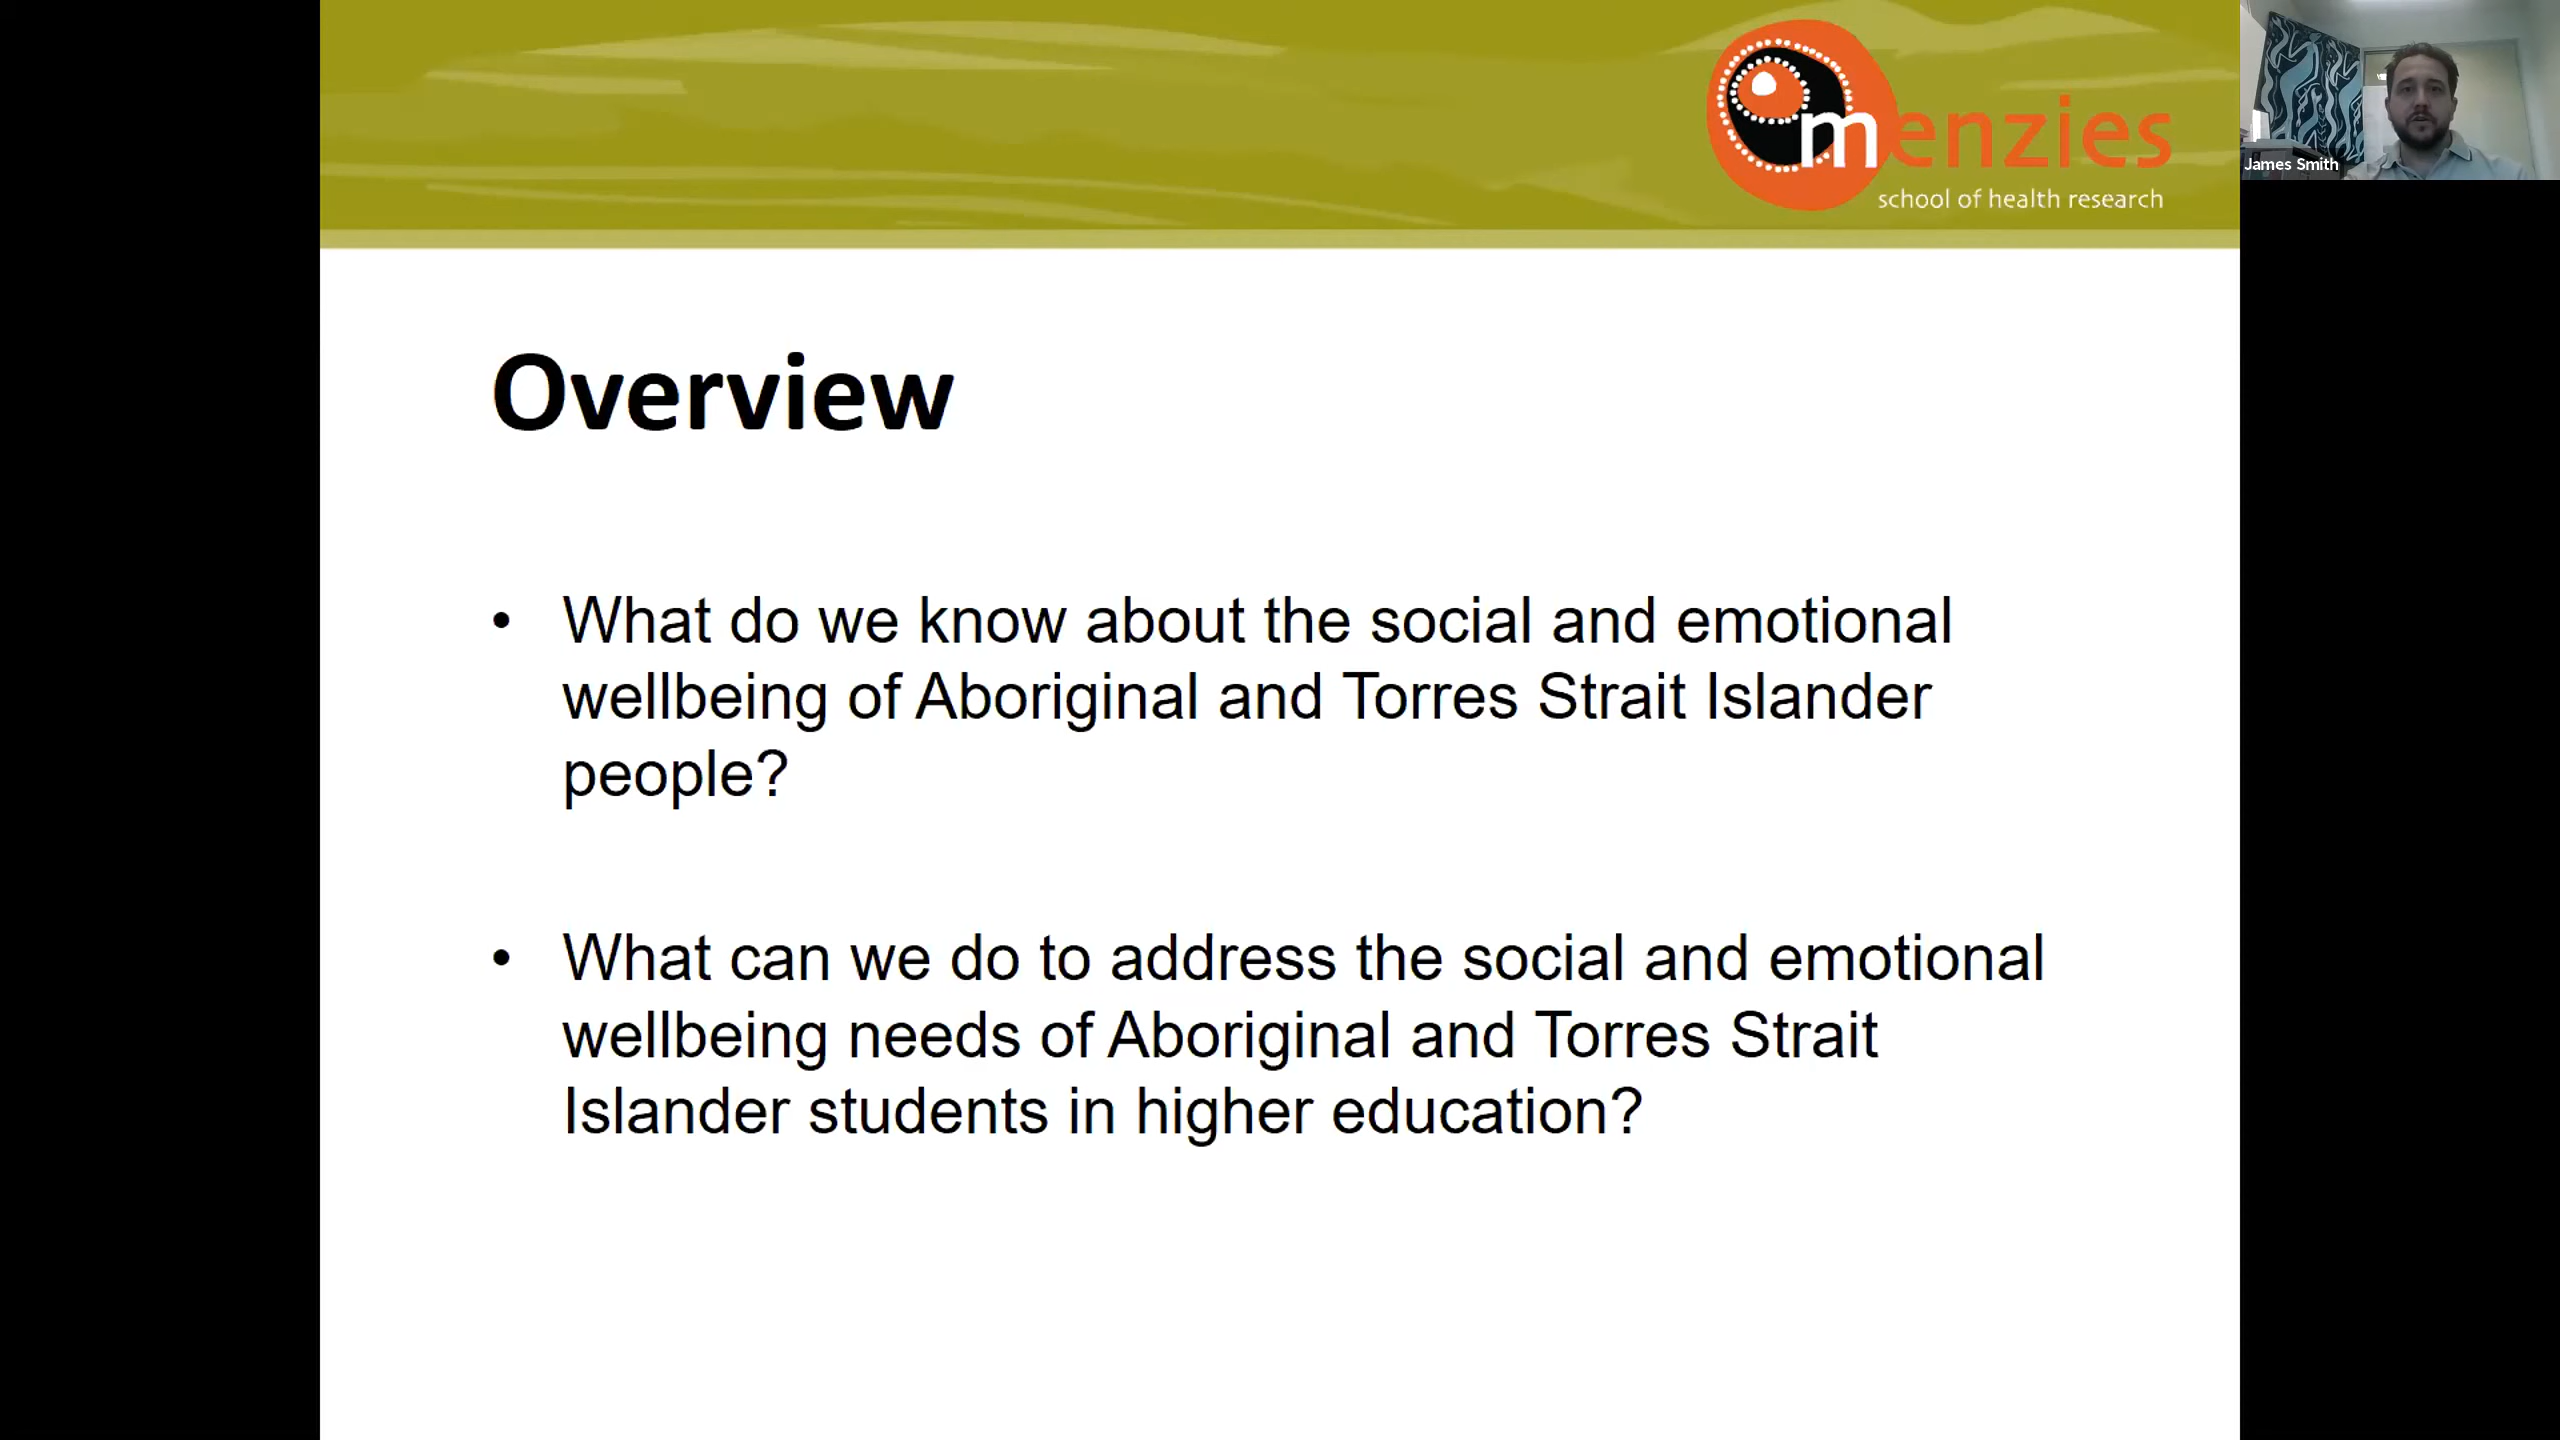 menzies
school of health research
James Smith
Overview
• What do we know about the social and emotional
wellbeing of Aboriginal and Torres Strait Islander
people?
• What can we do to address the social and emotional
wellbeing needs of Aboriginal and Torres Strait
Islander students in higher education?